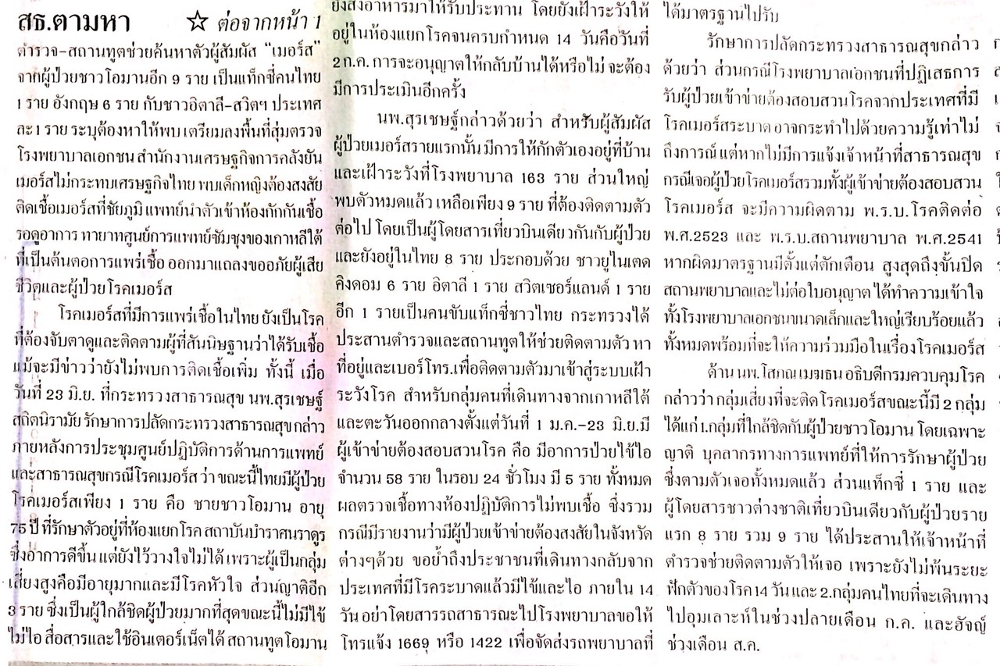 สธ.ตามหา ☆ ต่อจากหน้า 1
ตำรวจ-สถานทูตช่วยค้นหาตัวผู้สัมผัส “เมอร์ส”
จากผู้ป่วยชาวโอมานอีก 9 ราย เป็นแท็กซี่คนไทย
1 ราย อังกฤษ 6 ราย กับชาวอิตาลี-สวิตฯ ประเทศ
ละ 1 ราย ระบุต้องหาให้พบ เตรียมลงพื้นที่สุ่มตรวจ
โรงพยาบาลเอกชน สำนักงานเศรษฐกิจการคลังยัน
เมอร์สไม่กระทบเศรษฐกิจไทย พบเด็กหญิงต้องสงสัย
ติดเชื้อเมอร์สที่ชัยภูมิ แพทย์นำตัวเข้าห้องกักกันเชื้อ
รอดูอาการ ทายาทศูนย์การแพทย์ซัมซุงของเกาหลีใต้
ที่เป็นต้นตอการแพร่เชื้อ ออกมาแถลงขออภัยผู้เสีย
ชีวิตและผู้ป่วยโรคเมอร์ส
โรคเมอร์สที่มีการแพร่เชื้อในไทย ยังเป็นโรค
ที่ต้องจับตาดูและติดตามผู้ที่สันนิษฐานว่าได้รับเชื้อ
แม้จะมีข่าวว่ายังไม่พบการติดเชื้อเพิ่ม ทั้งนี้ เมื่อ
วันที่ 23 มิ.ย. ที่กระทรวงสาธารณสุข นพ.สุรเชษฐ์
สถิตนิรามัย รักษาการปลัดกระทรวงสาธารณสุข กล่าว
ภายหลังการประชุมศูนย์ปฏิบัติการด้านการแพทย์
และสาธารณสุขกรณีโรคเมอร์ส ว่า ขณะนี้ไทยมีผู้ป่วย
โรคเมอร์สเพียง 1 ราย คือ ชายชาวโอมาน อายุ
75 ปี ที่รักษาตัวอยู่ที่ห้องแยกโรค สถาบันบำราศนราดูร
ซึ่งอาการดีขึ้น แต่ยังไว้วางใจไม่ได้ เพราะผู้เป็นกลุ่ม
เสี่ยงสูงคือมีอายุมากและมีโรคหัวใจ ส่วนญาติอีก
3 ราย ซึ่งเป็นผู้ใกล้ชิดผู้ป่วยมากที่สุดขณะนี้ไม่มีไข้
ไม่ไอ สื่อสารและใช้อินเตอร์เน็ตได้ สถานทูตโอมาน
ยังส่งอาหารมาให้รับประทาน โดยยังเฝ้าระวังให้
อยู่ในห้องแยกโรคจนครบกำหนด 14 วันคือวันที่
2 ก.ค. การจะอนุญาตให้กลับบ้านได้หรือไม่ จะต้อง
มีการประเมินอีกครั้ง
นพ.สุรเชษฐ์กล่าวด้วยว่า สำหรับผู้สัมผัส
ผู้ป่วยเมอร์สรายแรกนั้น มีการให้กักตัวเองอยู่ที่บ้าน
และเฝ้าระวังที่โรงพยาบาล 163 ราย ส่วนใหญ่
พบตัวหมดแล้ว เหลือเพียง 9 ราย ที่ต้องติดตามตัว
ต่อไป โดยเป็นผู้โดยสารเที่ยวบินเดียวกันกับผู้ป่วย
และยังอยู่ในไทย 8 ราย ประกอบด้วย ชาวยูไนเตด
คิงดอม 6 ราย อิตาลี 1 ราย สวิตเซอร์แลนด์ 1 ราย
อีก 1 รายเป็นคนขับแท็กซี่ชาวไทย กระทรวงได้
ประสานตำรวจและสถานทูตให้ช่วยติดตามตัว หา
ที่อยู่และเบอร์โทร.เพื่อติดตามตัวมาเข้าสู่ระบบเฝ้า
ระวังโรค สำหรับกลุ่มคนที่เดินทางจากเกาหลีใต้
และตะวันออกกลางตั้งแต่วันที่ 1 ม.ค.-23 มิ.ย.มี
ผู้เข้าข่ายต้องสอบสวนโรค คือ มีอาการป่วยไข้ไอ
จำนวน 58 ราย ในรอบ 24 ชั่วโมง มี 5 ราย ทั้งหมด
ผลตรวจเชื้อทางห้องปฏิบัติการไม่พบเชื้อ ซึ่งรวม
กรณีมีรายงานว่ามีผู้ป่วยเข้าข่ายต้องสงสัยในจังหวัด
ต่างๆด้วย ขอย้ำถึงประชาชนที่เดินทางกลับจาก
ประเทศที่มีโรคระบาดแล้วมีไข้และไอ ภายใน 14
วัน อย่าโดยสารรถสาธารณะไปโรงพยาบาลขอให้
โทรแจ้ง 1669 หรือ 1422 เพื่อจัดส่งรถพยาบาลที่
ได้มาตรฐานไปรับ
รักษาการปลัดกระทรวงสาธารณสุขกล่าว
ด้วยว่า ส่วนกรณีโรงพยาบาลเอกชนที่ปฏิเสธการ
รับผู้ป่วยเข้าข่ายต้องสอบสวนโรคจากประเทศที่มี
โรคเมอร์สระบาด อาจกระทำไปด้วยความรู้เท่าไม่
ถึงการณ์ แต่หากไม่มีการแจ้งเจ้าหน้าที่สาธารณสุข
กรณีเจอผู้ป่วยโรคเมอร์สรวมทั้งผู้เข้าข่ายต้องสอบสวน
โรคเมอร์ส จะมีความผิดตาม พ.ร.บ.โรคติดต่อ
พ.ศ.2523 และ พ.ร.บ.สถานพยาบาล พ.ศ.2541
หากผิดมาตรฐานมีตั้งแต่ตักเตือน สูงสุดถึงขั้นปิด
สถานพยาบาลและไม่ต่อใบอนุญาต ได้ทำความเข้าใจ
ทั้งโรงพยาบาลเอกชนขนาดเล็กและใหญ่เรียบร้อยแล้ว
ทั้งหมดพร้อมที่จะให้ความร่วมมือในเรื่องโรคเมอร์ส
ด้าน นพ.โสภณ เมฆธน อธิบดีกรมควบคุมโรค
กล่าวว่า กลุ่มเสี่ยงที่จะติดโรคเมอร์สขณะนี้มี 2 กลุ่ม
ได้แก่ 1.กลุ่มที่ใกล้ชิดกับผู้ป่วยชาวโอมาน โดยเฉพาะ
ญาติ บุคลากรทางการแพทย์ที่ให้การรักษาผู้ป่วย
ซึ่งตามตัวเจอทั้งหมดแล้ว ส่วนแท็กซี่ 1 ราย และ
ผู้โดยสารชาวต่างชาติเที่ยวบินเดียวกับผู้ป่วยราย
แรก 8 ราย รวม 9 ราย ได้ประสานให้เจ้าหน้าที่
ตำรวจช่วยติดตามตัวให้เจอ เพราะยังไม่พ้นระยะ
ฟักตัวของโรค 14 วัน และ 2.กลุ่มคนไทยที่จะเดินทาง
ไปอุมเลาะห์ในช่วงปลายเดือน ก.ค. และฮัจญ์
ช่วงเดือน ส.ค.